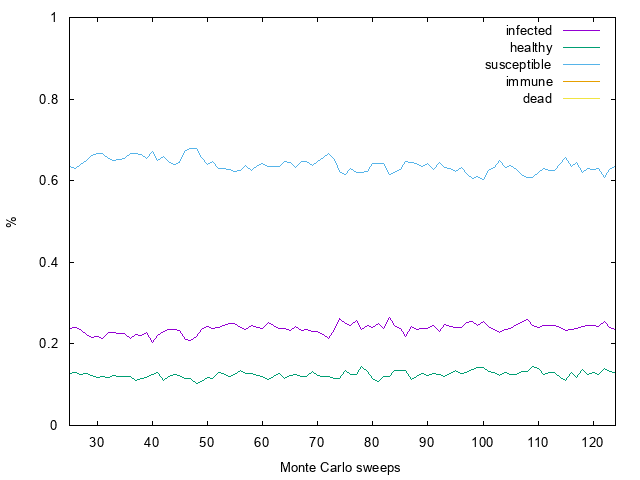 1
0.8
0.6
0.4
0.2
0
%
infected
healthy
susceptible
immune
dead
30 40 50 60 70 80 90 100 110 120
Monte Carlo sweeps